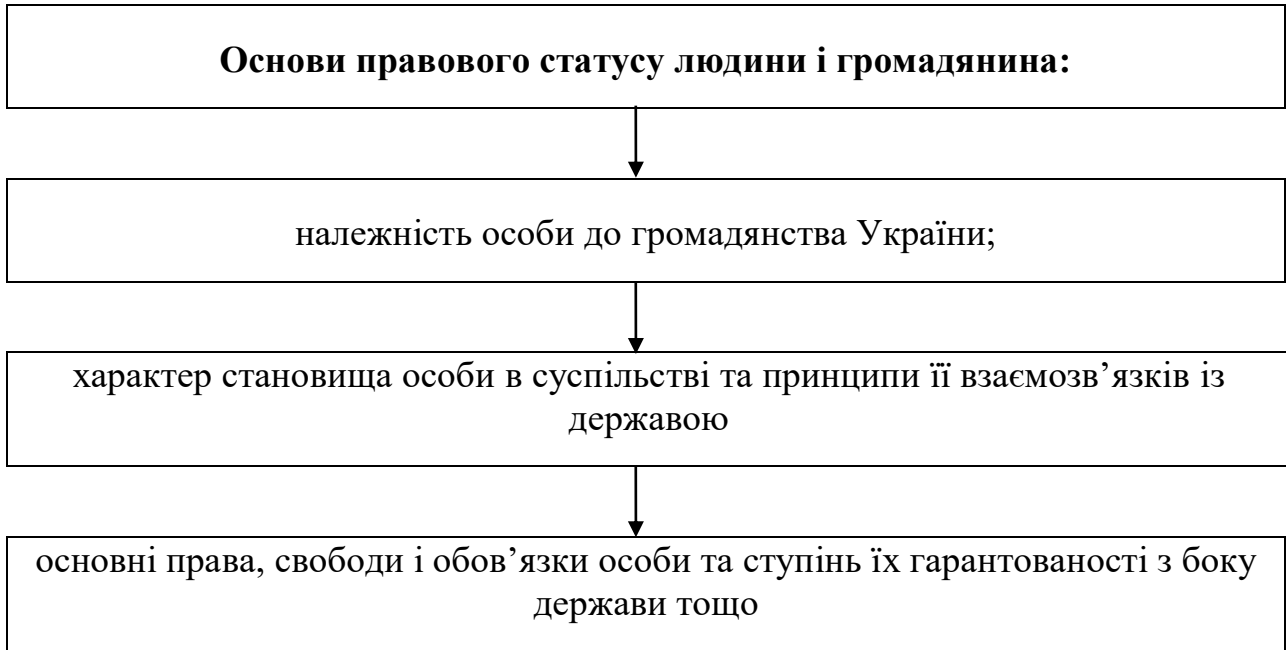 Основи правового статусу людини і громадянина:
належність особи до громадянства України;
характер становища особи в суспільстві та принципи її взаємозв’язків із
державою
основні права, свободи і обов’язки особи та ступінь їх гарантованості з боку
держави тощо